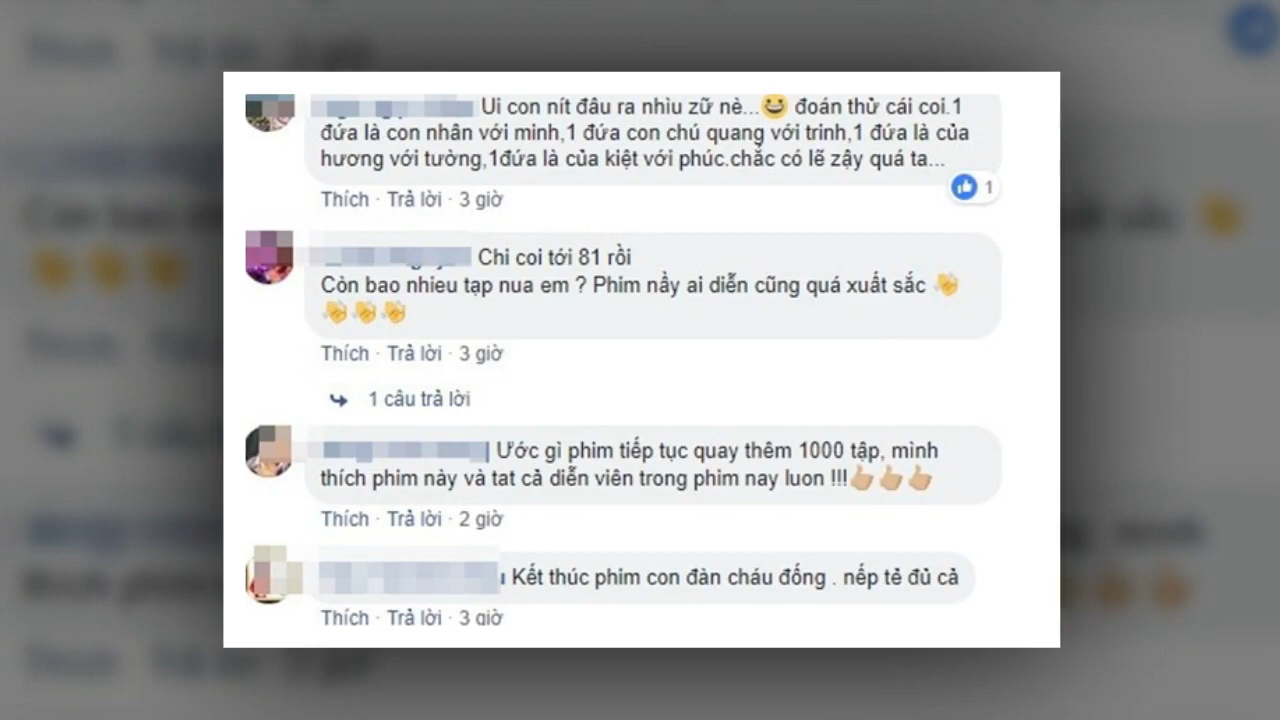 Ui con nít đâu ra nhìu zữ nè...😀 đoán thử cái coi.1
đứa là con nhân với minh,1 đứa con chú quang với trinh,1 đứa là của
hương với tường,1đứa là của kiệt với phúc.chắc có lẽ zậy quá ta...
1
Thích · Trả lời · 3 giờ
Chi coi tới 81 rồi
Còn bao nhieu tạp nua em ? Phim nầy ai diễn cũng quá xuất sắc 👏
👏👏👏
Thích · Trả lời · 3 giờ
1 câu trả lời
Ước gì phim tiếp tục quay thêm 1000 tập, mình
thích phim này và tat cả diễn viên trong phim nay luon !!!👍👍👍
Thích · Trả lời · 2 giờ
Kết thúc phim con đàn cháu đống . nếp tẻ đủ cả
Thích · Trả lời · 3 giờ